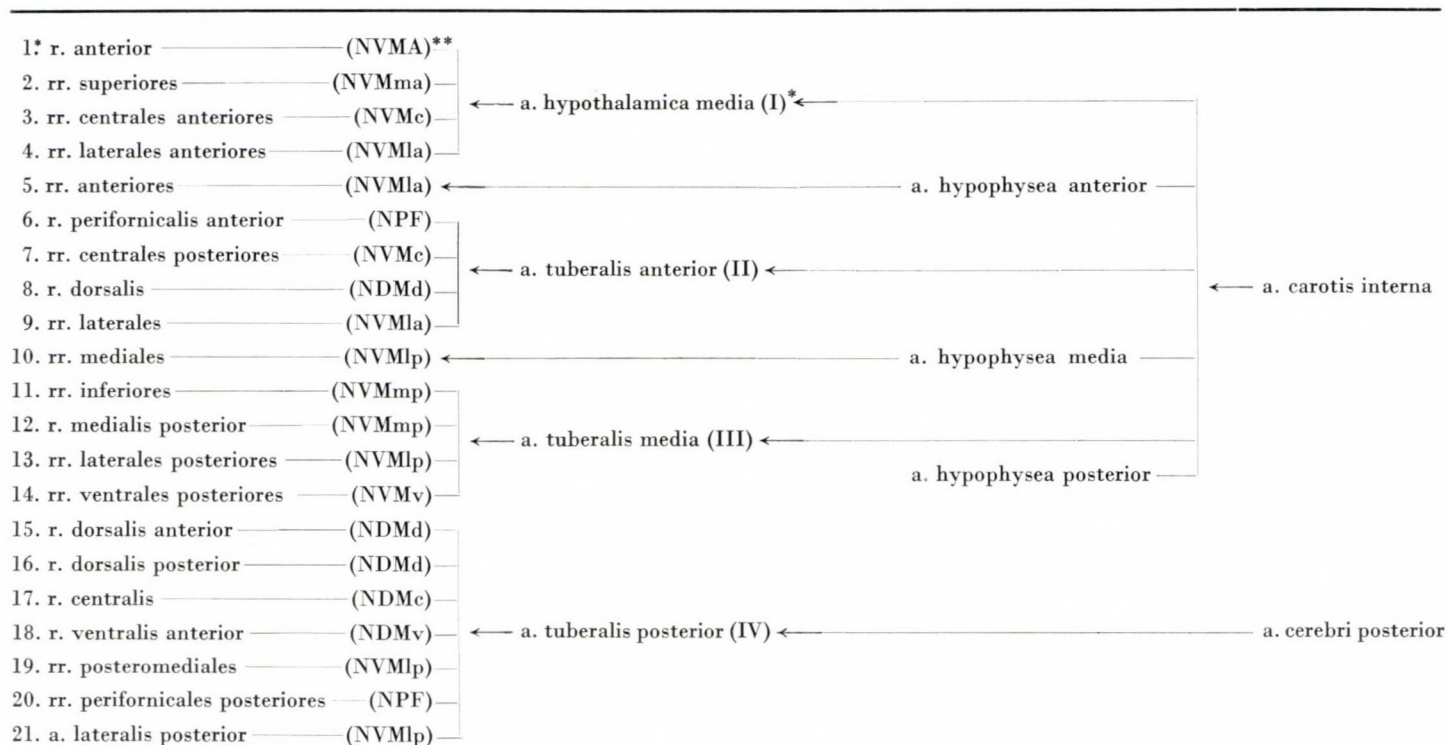 1.* r. anterior (NVMA)**
2. rr. superiores (NVMma)
3. rr. centrales anteriores (NVMc)
← a. hypothalamica media (I)* ←
4. rr. laterales anteriores (NVMla)
5. rr. anteriores (NVMla) ← a. hypophysea anterior
6. r. perifornicalis anterior (NPF)
7. rr. centrales posteriores (NVMc)
← a. tuberalis anterior (II) ←
8. r. dorsalis (NDMd)
← a. carotis interna
9. rr. laterales (NVMla)
10. rr. mediales (NVMlp) ← a. hypophysea media
11. rr. inferiores (NVMmp)
12. r. medialis posterior (NVMmp)
← a. tuberalis media (III) ←
13. rr. laterales posteriores (NVMlp)
a. hypophysea posterior
14. rr. ventrales posteriores (NVMv)
15. r. dorsalis anterior (NDMd)
16. r. dorsalis posterior (NDMd)
17. r. centralis (NDMc)
18. r. ventralis anterior (NDMv) ← a. tuberalis posterior (IV) ← a. cerebri posterior
19. rr. posteromediales (NVMlp)
20. rr. perifornicales posteriores (NPF)
21. a. lateralis posterior (NVMlp)